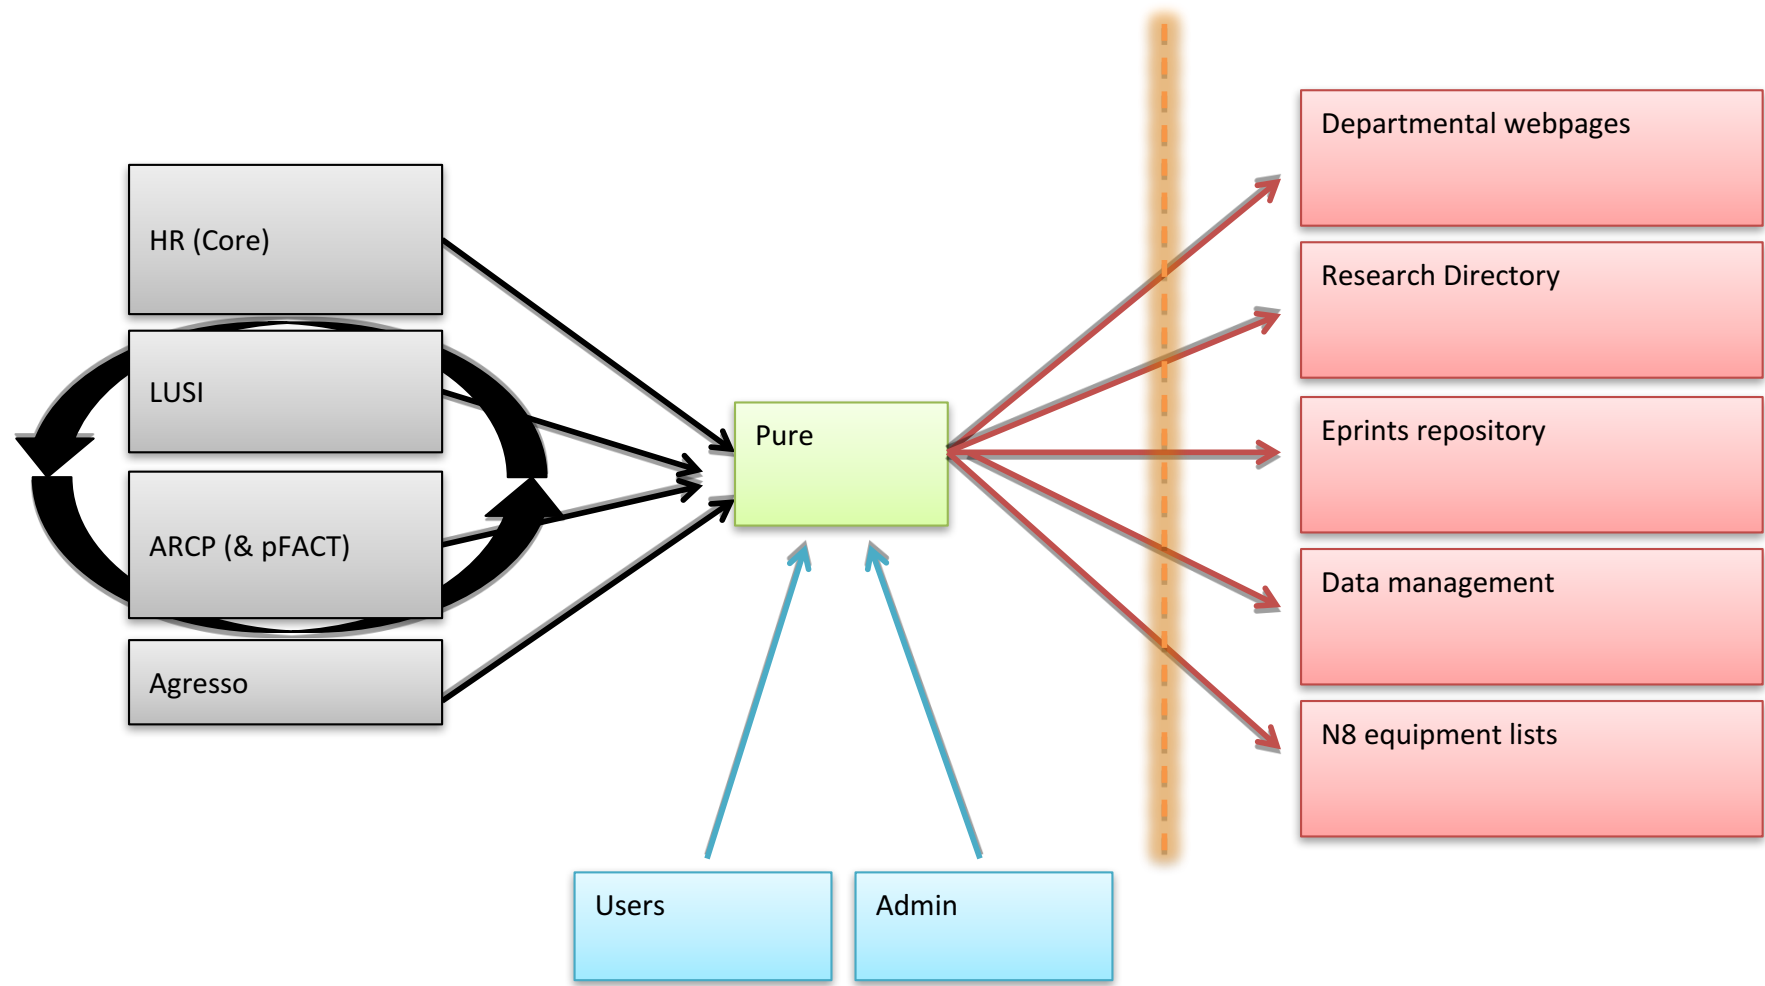 HR (Core)
LUSI
ARCP (& pFACT)
Agresso
Pure
Users
Admin
Departmental webpages
Research Directory
Eprints repository
Data management
N8 equipment lists